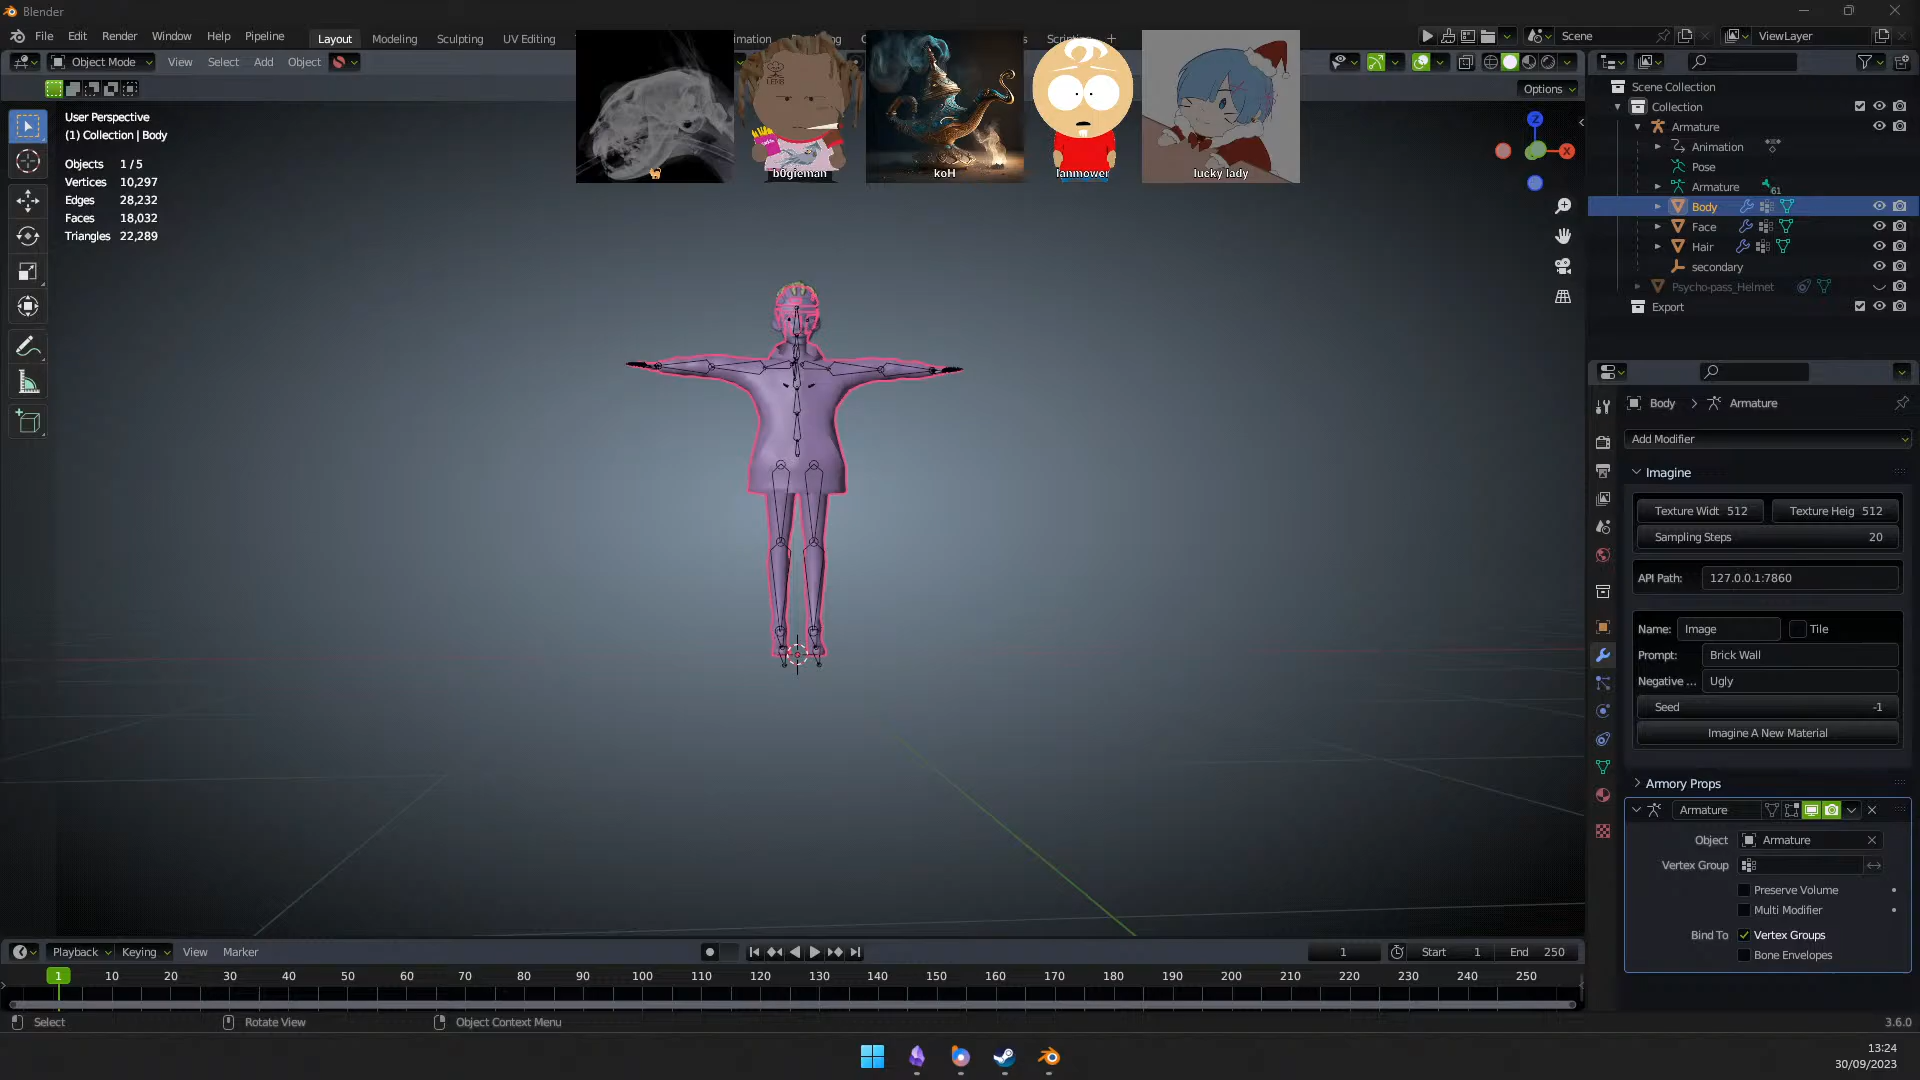 Blender
File Edit Render Window Help Pipeline Layout Modeling Sculpting UV Editing
Scene ViewLayer
Object Mode View Select Add Object
Options
User Perspective
(1) Collection | Body
Objects 1 / 5
Vertices 10,297
Edges 28,232
Faces 18,032
Triangles 22,289
bogieman
koH
lanmower
lucky lady
Z
X
Scene Collection
Collection
Armature
Animation
Pose
Armature 61
Body
Face
Hair
secondary
Psycho-pass_Helmet
Export
Body > Armature
Add Modifier
Imagine
Texture Widt 512 Texture Heig 512
Sampling Steps 20
API Path: 127.0.0.1:7860
Name: Image Tile
Prompt: Brick Wall
Negative ... Ugly
Seed -1
Imagine A New Material
Armory Props
Armature
Object Armature
Vertex Group
Preserve Volume
Multi Modifier
Bind To Vertex Groups
Bone Envelopes
Playback Keying View Marker
1 Start 1 End 250
1 10 20 30 40 50 60 70 80 90 100 110 120 130 140 150 160 170 180 190 200 210 220 230 240 250
Select Rotate View Object Context Menu
3.6.0
13:24
30/09/2023